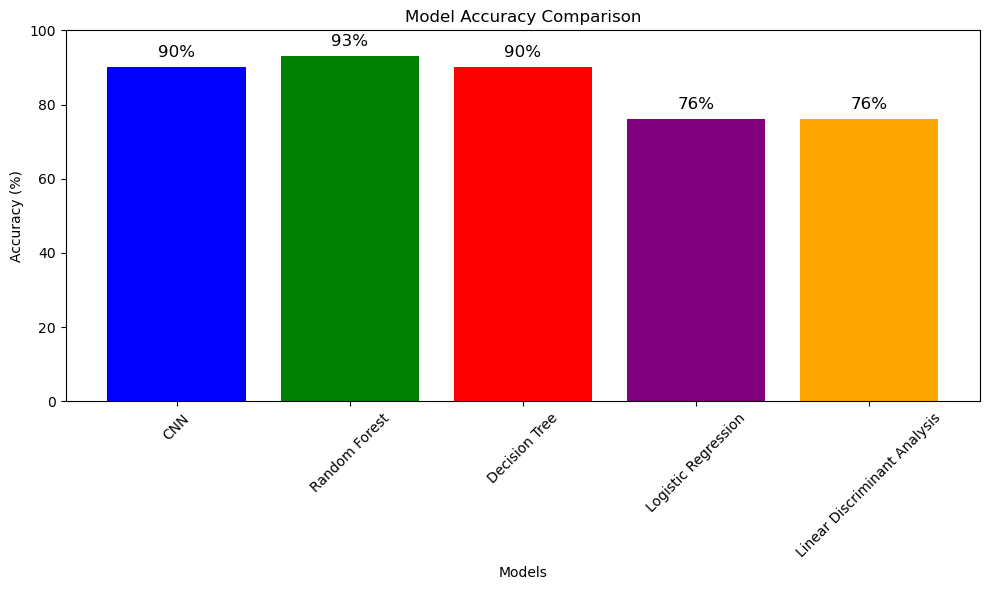 Model Accuracy Comparison
Accuracy (%)
100
80
60
40
20
0
90%
93%
90%
76%
76%
CNN
Random Forest
Decision Tree
Logistic Regression
Linear Discriminant Analysis
Models